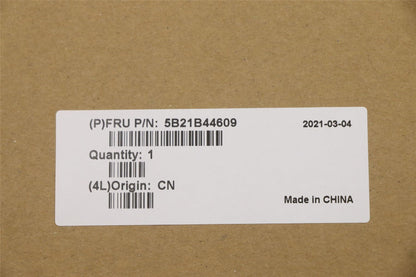 (P)FRU P/N: 5B21B44609 2021-03-04
Quantity: 1
(4L)Origin: CN
Made in CHINA